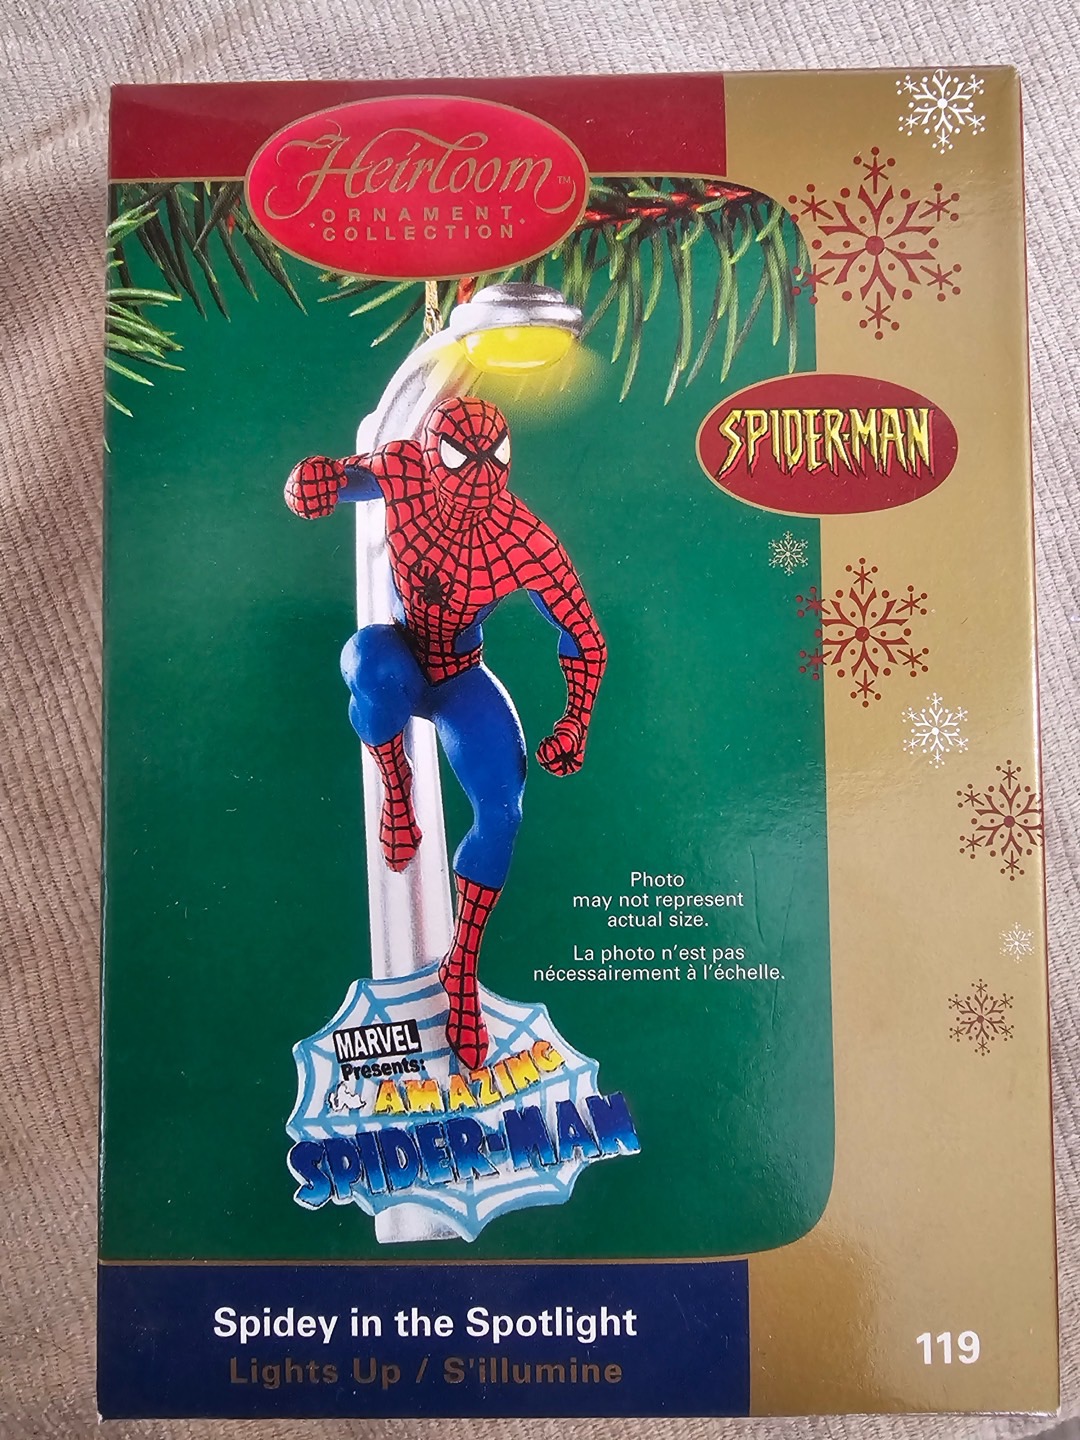 Heirloom™
ORNAMENT
COLLECTION
SPIDER-MAN
Photo
may not represent
actual size.
La photo n'est pas
nécessairement à l'échelle.
MARVEL
Presents:
AMAZING
SPIDER-MAN
Spidey in the Spotlight
Lights Up / S'illumine
119